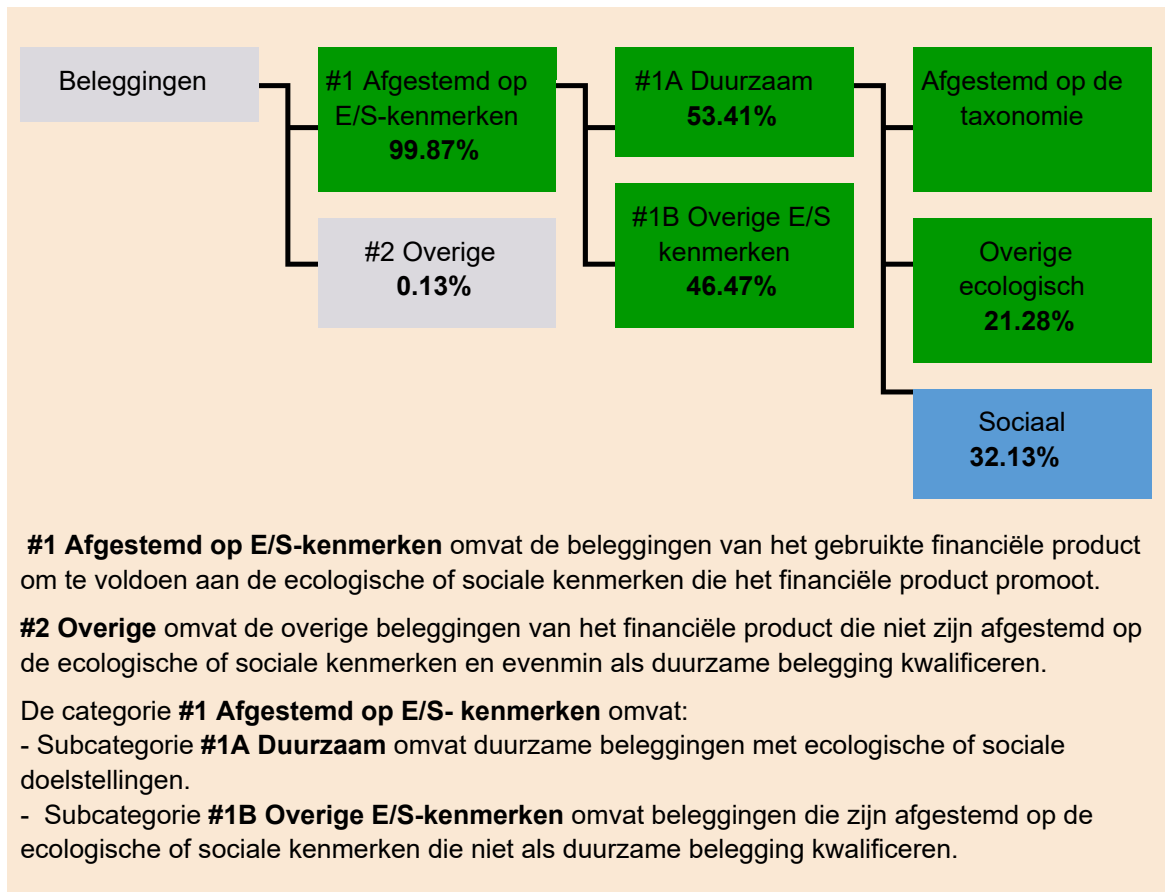 Beleggingen
#1 Afgestemd op
E/S-kenmerken
99.87%
#2 Overige
0.13%
#1A Duurzaam
53.41%
#1B Overige E/S
kenmerken
46.47%
Afgestemd op de
taxonomie
Overige
ecologisch
21.28%
Sociaal
32.13%
#1 Afgestemd op E/S-kenmerken omvat de beleggingen van het gebruikte financiële product
om te voldoen aan de ecologische of sociale kenmerken die het financiële product promoot.
#2 Overige omvat de overige beleggingen van het financiële product die niet zijn afgestemd op
de ecologische of sociale kenmerken en evenmin als duurzame belegging kwalificeren.
De categorie #1 Afgestemd op E/S- kenmerken omvat:
- Subcategorie #1A Duurzaam omvat duurzame beleggingen met ecologische of sociale
doelstellingen.
- Subcategorie #1B Overige E/S-kenmerken omvat beleggingen die zijn afgestemd op de
ecologische of sociale kenmerken die niet als duurzame belegging kwalificeren.